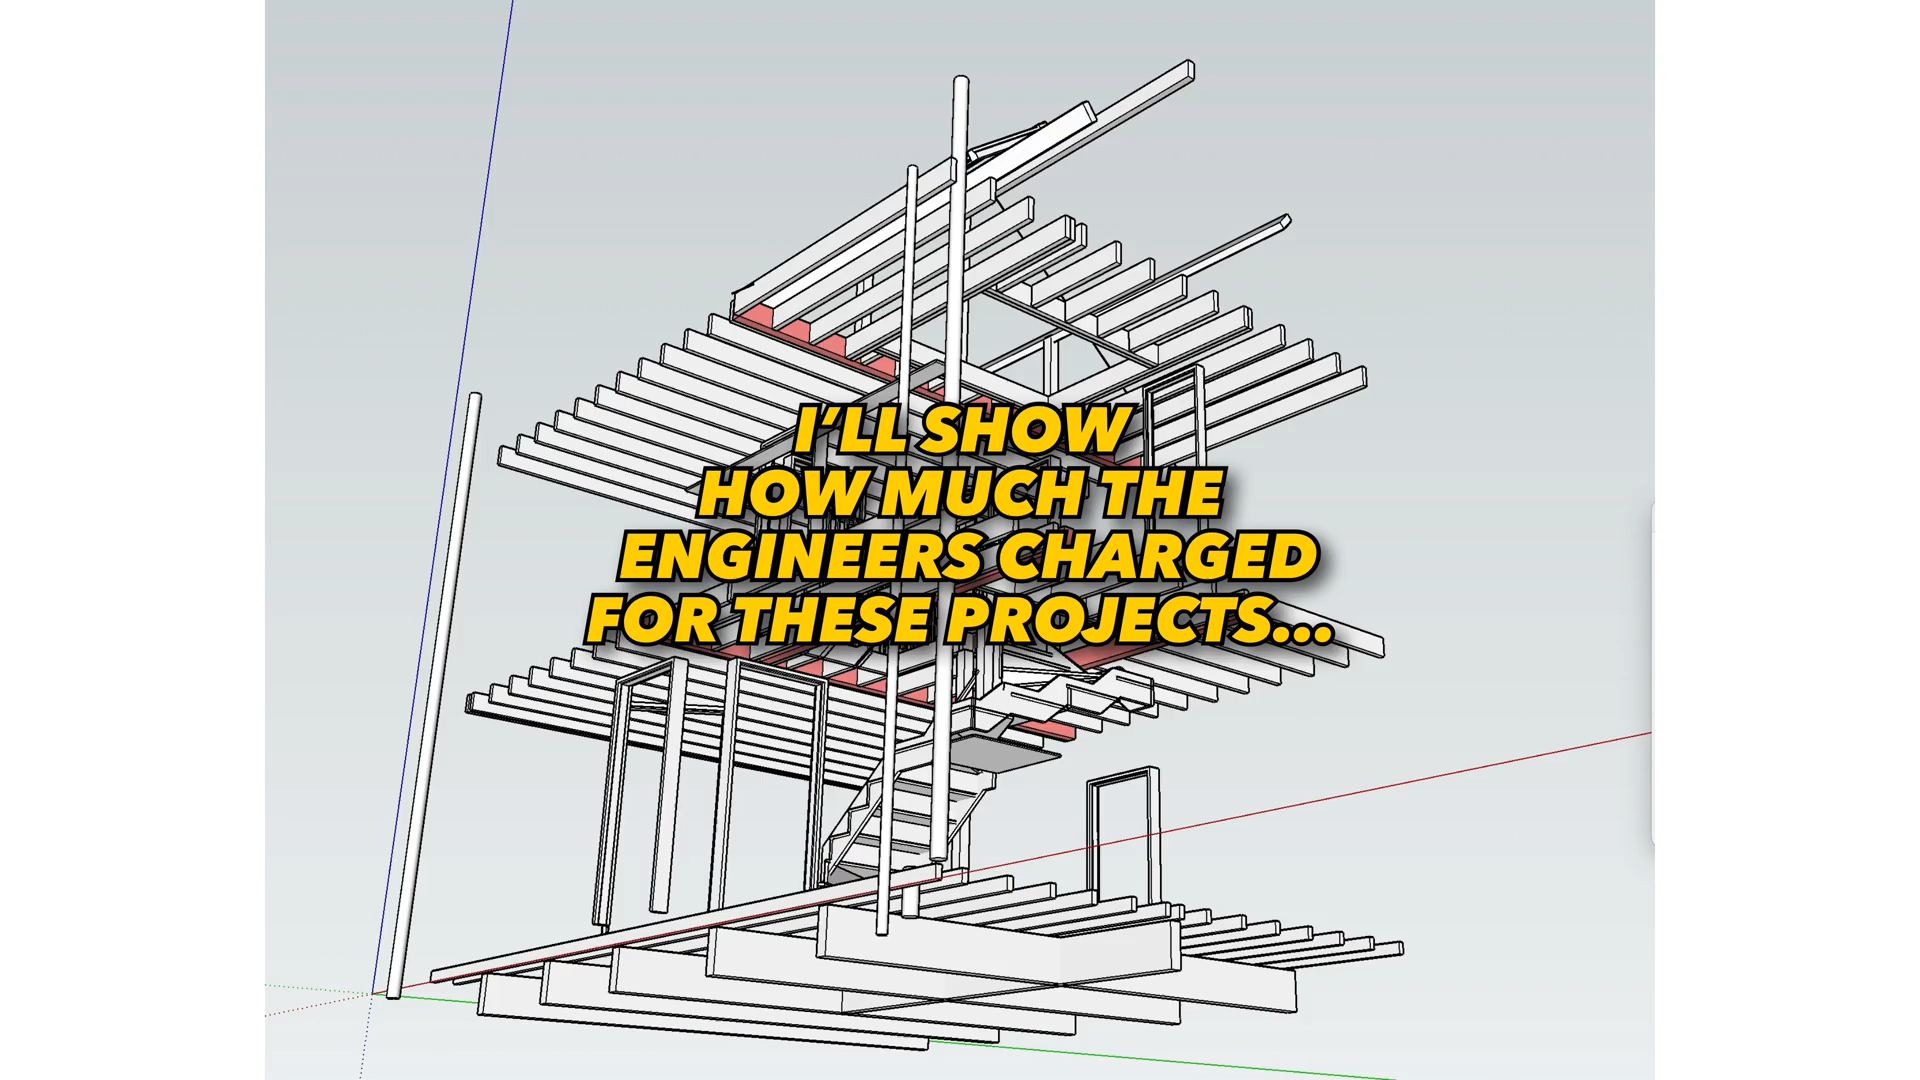 I'LL SHOW
HOW MUCH THE
ENGINEERS CHARGED
FOR THESE PROJECTS...